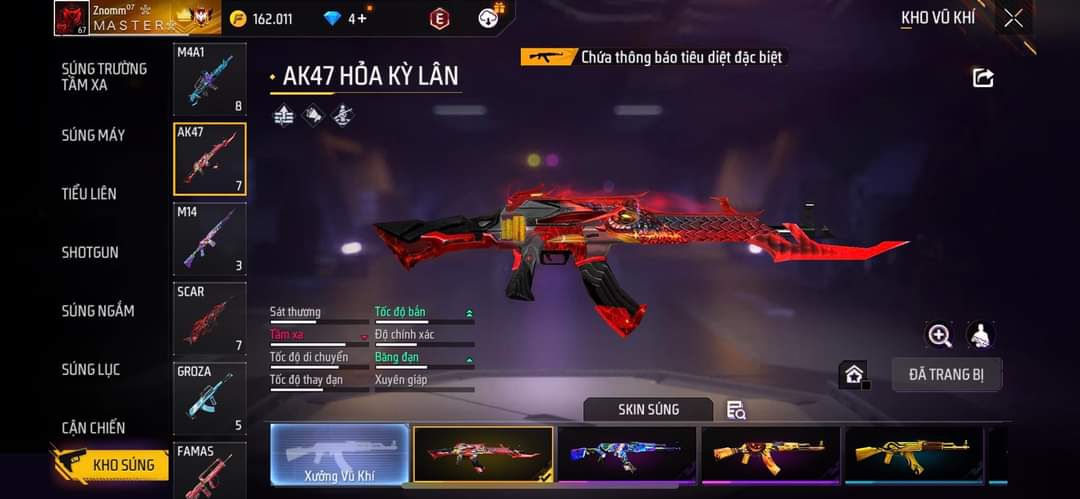 Znomm⁰⁷
MASTER
67
162.011
4+
E
KHO VŨ KHÍ
Chứa thông báo tiêu diệt đặc biệt
SÚNG TRƯỜNG
TẦM XA
SÚNG MÁY
TIỂU LIÊN
SHOTGUN
SÚNG NGẮM
SÚNG LỤC
CẬN CHIẾN
KHO SÚNG
M4A1
8
AK47
7
M14
3
SCAR
7
GROZA
5
FAMAS
AK47 HỎA KỲ LÂN
Sát thương
Tốc độ bắn
Tầm xa
Độ chính xác
Tốc độ di chuyển
Băng đạn
Tốc độ thay đạn
Xuyên giáp
ĐÃ TRANG BỊ
SKIN SÚNG
Xưởng Vũ Khí